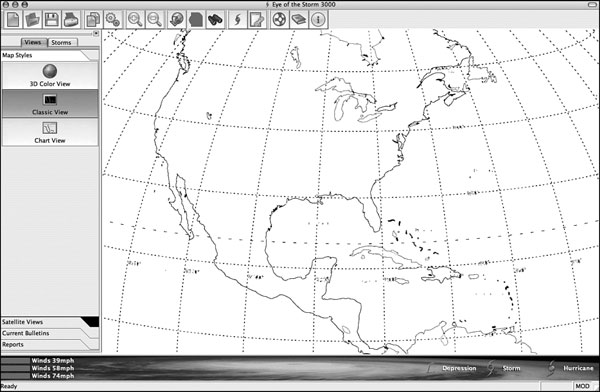 Eye of the Storm 3000
Views
Storms
Map Styles
3D Color View
Classic View
Chart View
Satellite Views
Current Bulletins
Reports
Winds 39mph
Winds 58mph
Winds 74mph
Depression
Storm
Hurricane
Ready
MOD